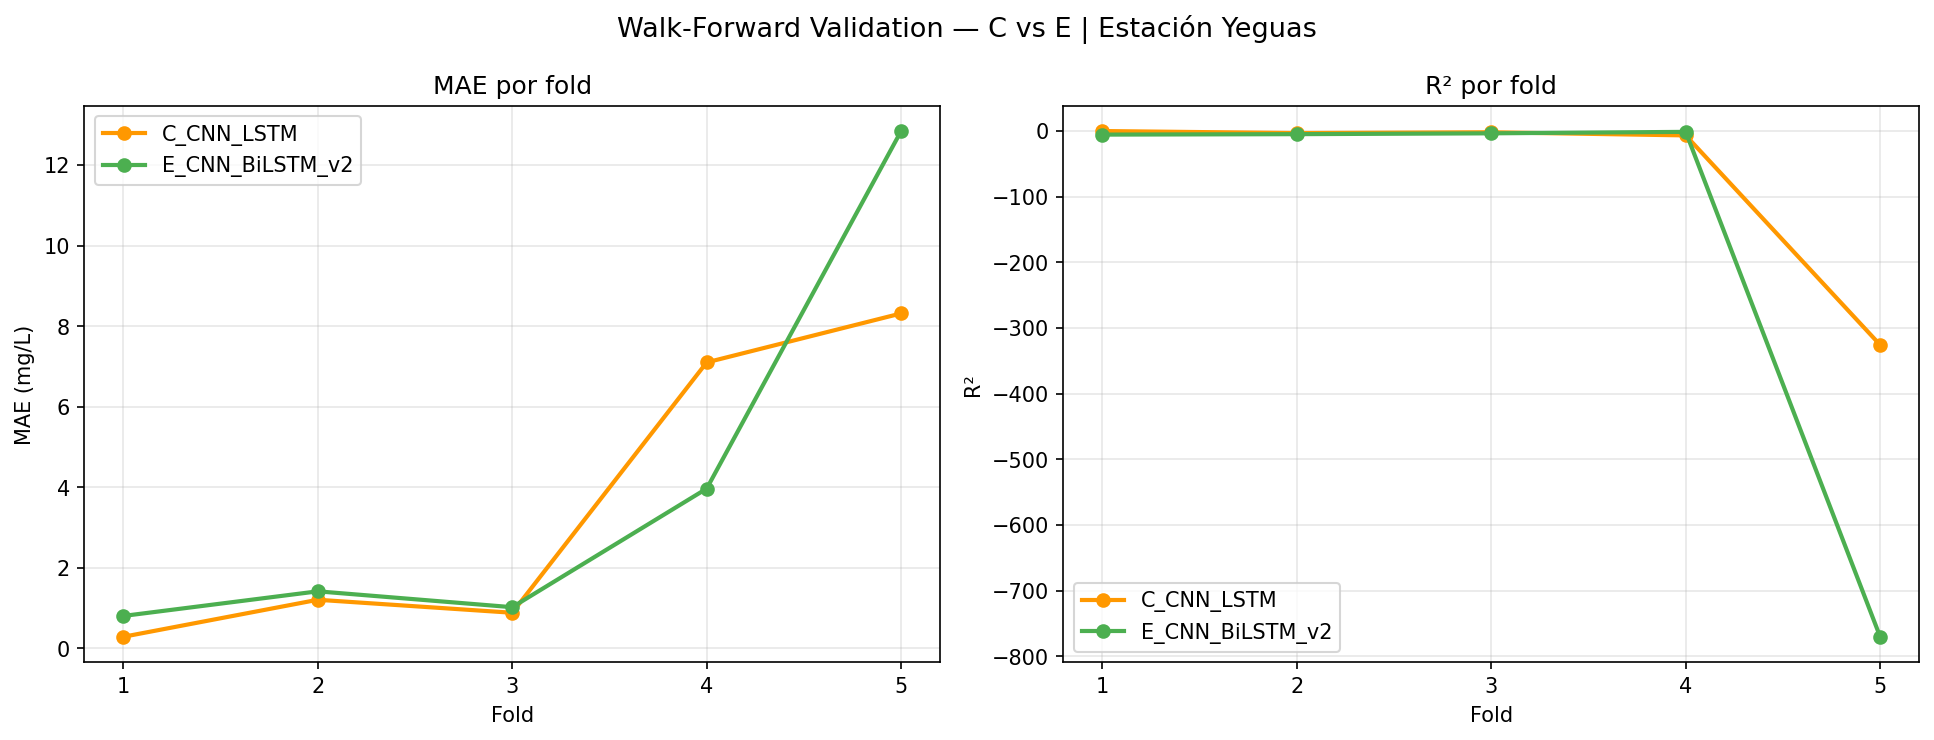 Walk-Forward Validation — C vs E | Estación Yeguas
MAE por fold
C_CNN_LSTM
E_CNN_BiLSTM_v2
12
10
8
6
4
2
0
MAE (mg/L)
1 2 3 4 5
Fold
R² por fold
0
−100
−200
−300
−400
−500
−600
−700
−800
R²
C_CNN_LSTM
E_CNN_BiLSTM_v2
1 2 3 4 5
Fold